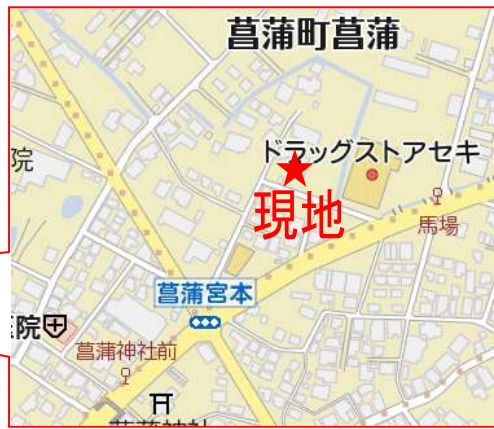 菖蒲町菖蒲
ドラッグストアセキ
院
現地
馬場
菖蒲宮本
院
菖蒲神社前